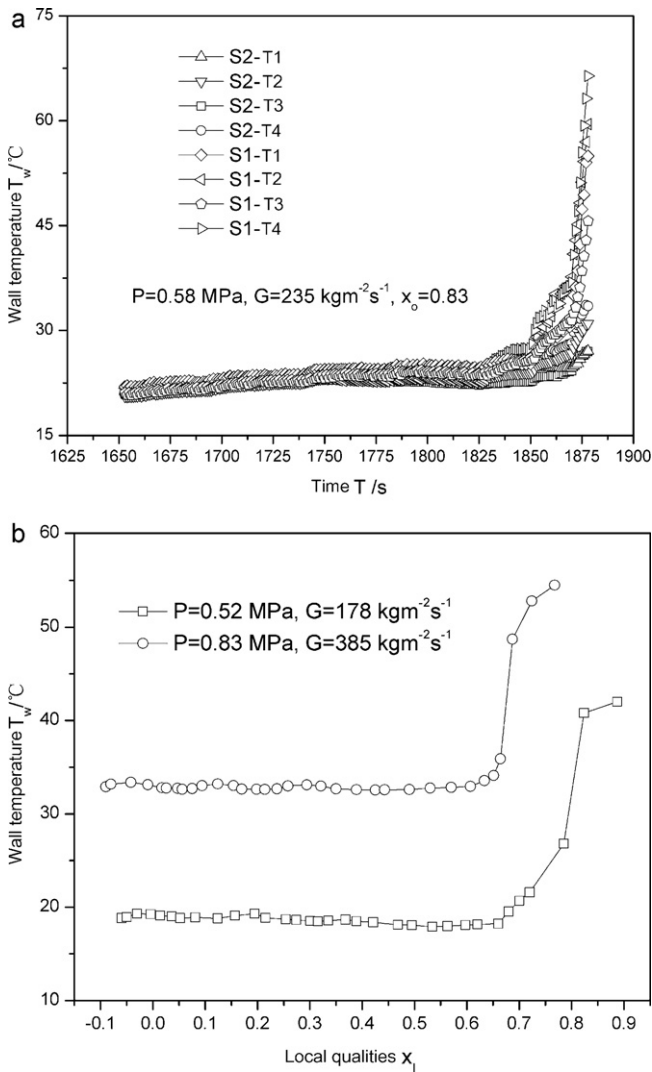 a
75
60
45
30
15
Wall temperature T_w/℃
S2-T1
S2-T2
S2-T3
S2-T4
S1-T1
S1-T2
S1-T3
S1-T4
P=0.58 MPa, G=235 kgm⁻²s⁻¹, x_o=0.83
1625 1650 1675 1700 1725 1750 1775 1800 1825 1850 1875 1900
Time T /s
b
60
50
40
30
20
10
Wall temperature T_w/℃
P=0.52 MPa, G=178 kgm⁻²s⁻¹
P=0.83 MPa, G=385 kgm⁻²s⁻¹
-0.1 0.0 0.1 0.2 0.3 0.4 0.5 0.6 0.7 0.8 0.9
Local qualities x_l